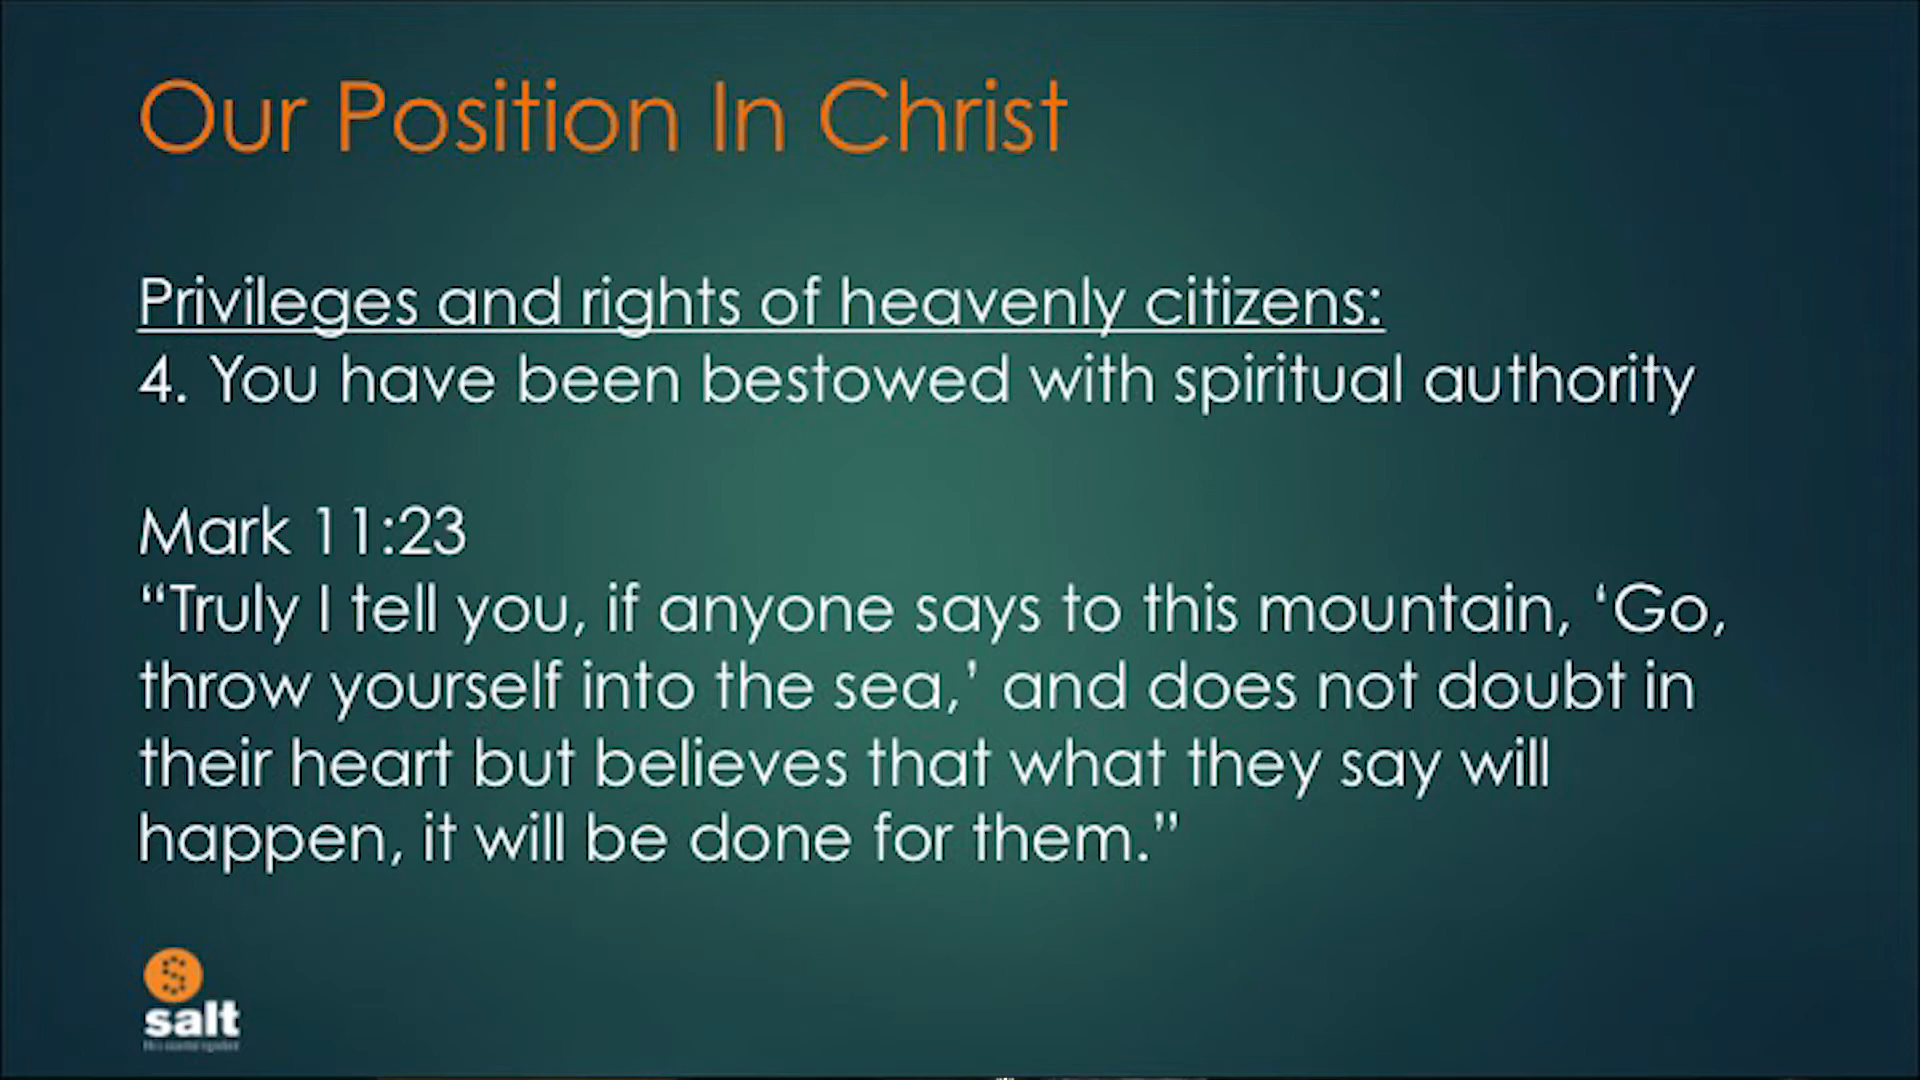 Our Position In Christ
Privileges and rights of heavenly citizens:
4. You have been bestowed with spiritual authority
Mark 11:23
“Truly I tell you, if anyone says to this mountain, ‘Go,
throw yourself into the sea,’ and does not doubt in
their heart but believes that what they say will
happen, it will be done for them.”
S
salt